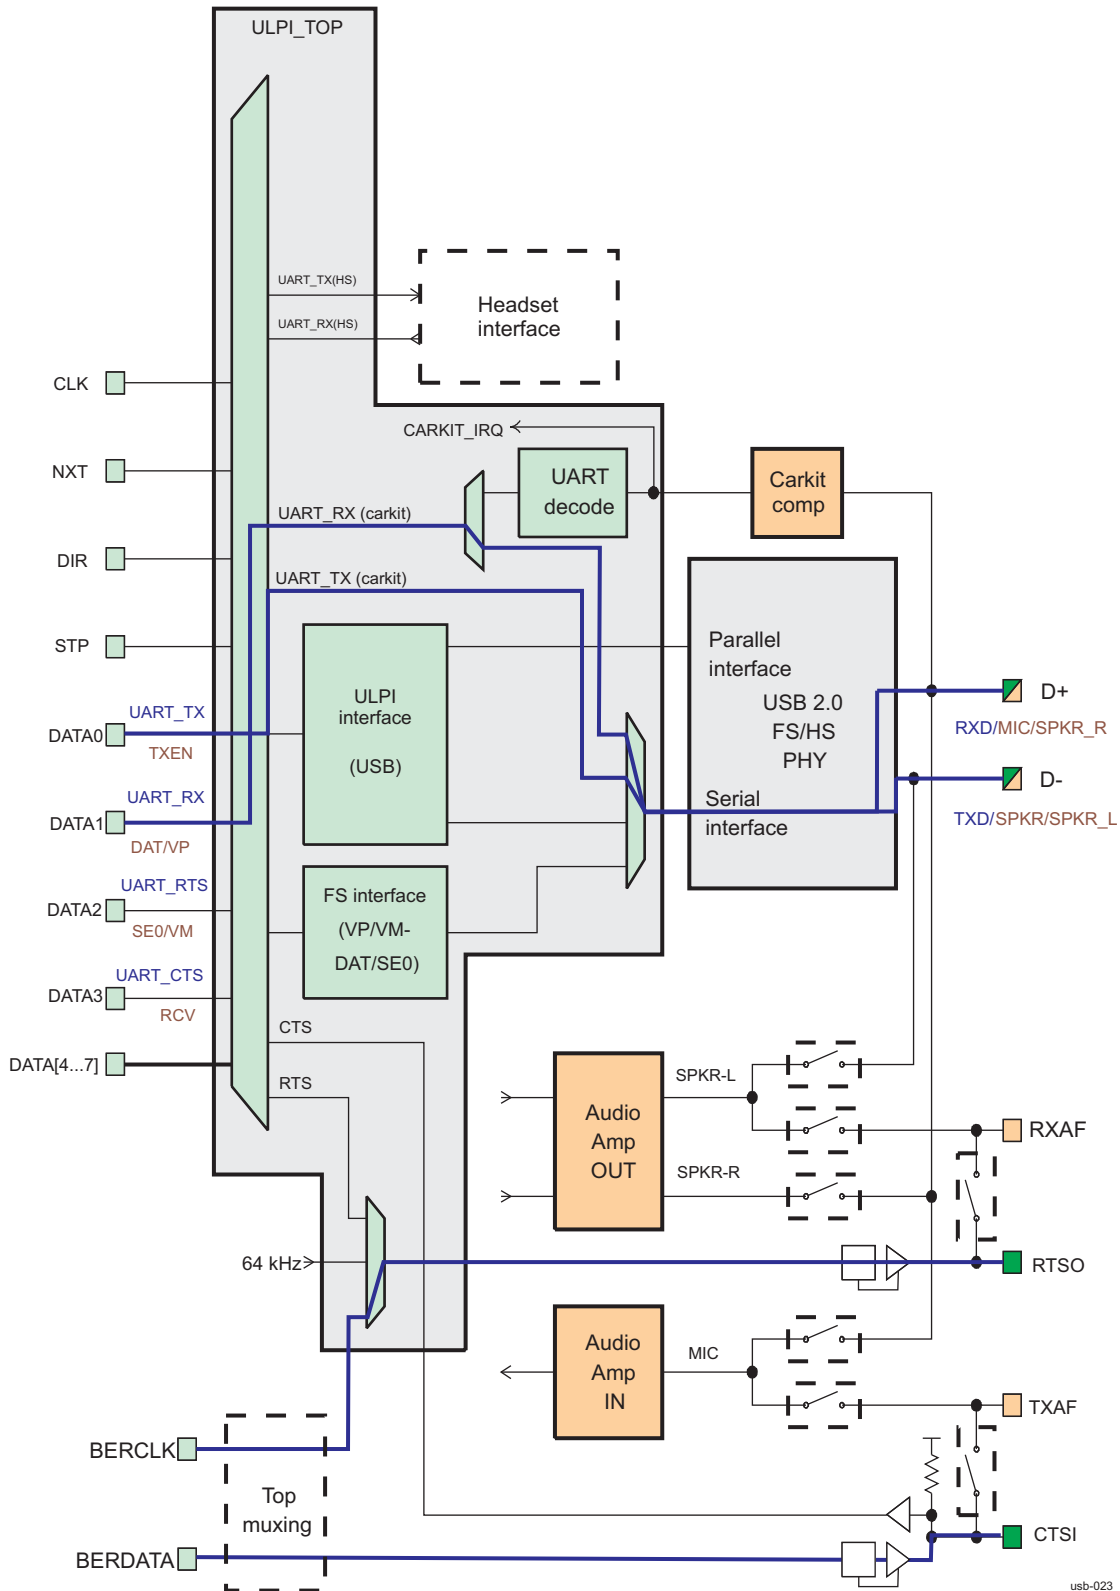 ULPI_TOP
UART_TX(HS)
UART_RX(HS)
Headset
interface
CLK
NXT
DIR
STP
CARKIT_IRQ
UART
decode
Carkit
comp
UART_RX (carkit)
UART_TX (carkit)
ULPI
interface
(USB)
Parallel
interface
USB 2.0
FS/HS
PHY
Serial
interface
D+
RXD/MIC/SPKR_R
D-
TXD/SPKR/SPKR_L
UART_TX
DATA0
TXEN
UART_RX
DATA1
DAT/VP
UART_RTS
DATA2
SE0/VM
UART_CTS
DATA3
RCV
DATA[4...7]
FS interface
(VP/VM-
DAT/SE0)
CTS
RTS
Audio
Amp
OUT
SPKR-L
SPKR-R
RXAF
64 kHz
RTSO
Audio
Amp
IN
MIC
TXAF
BERCLK
Top
muxing
BERDATA
CTSI
usb-023